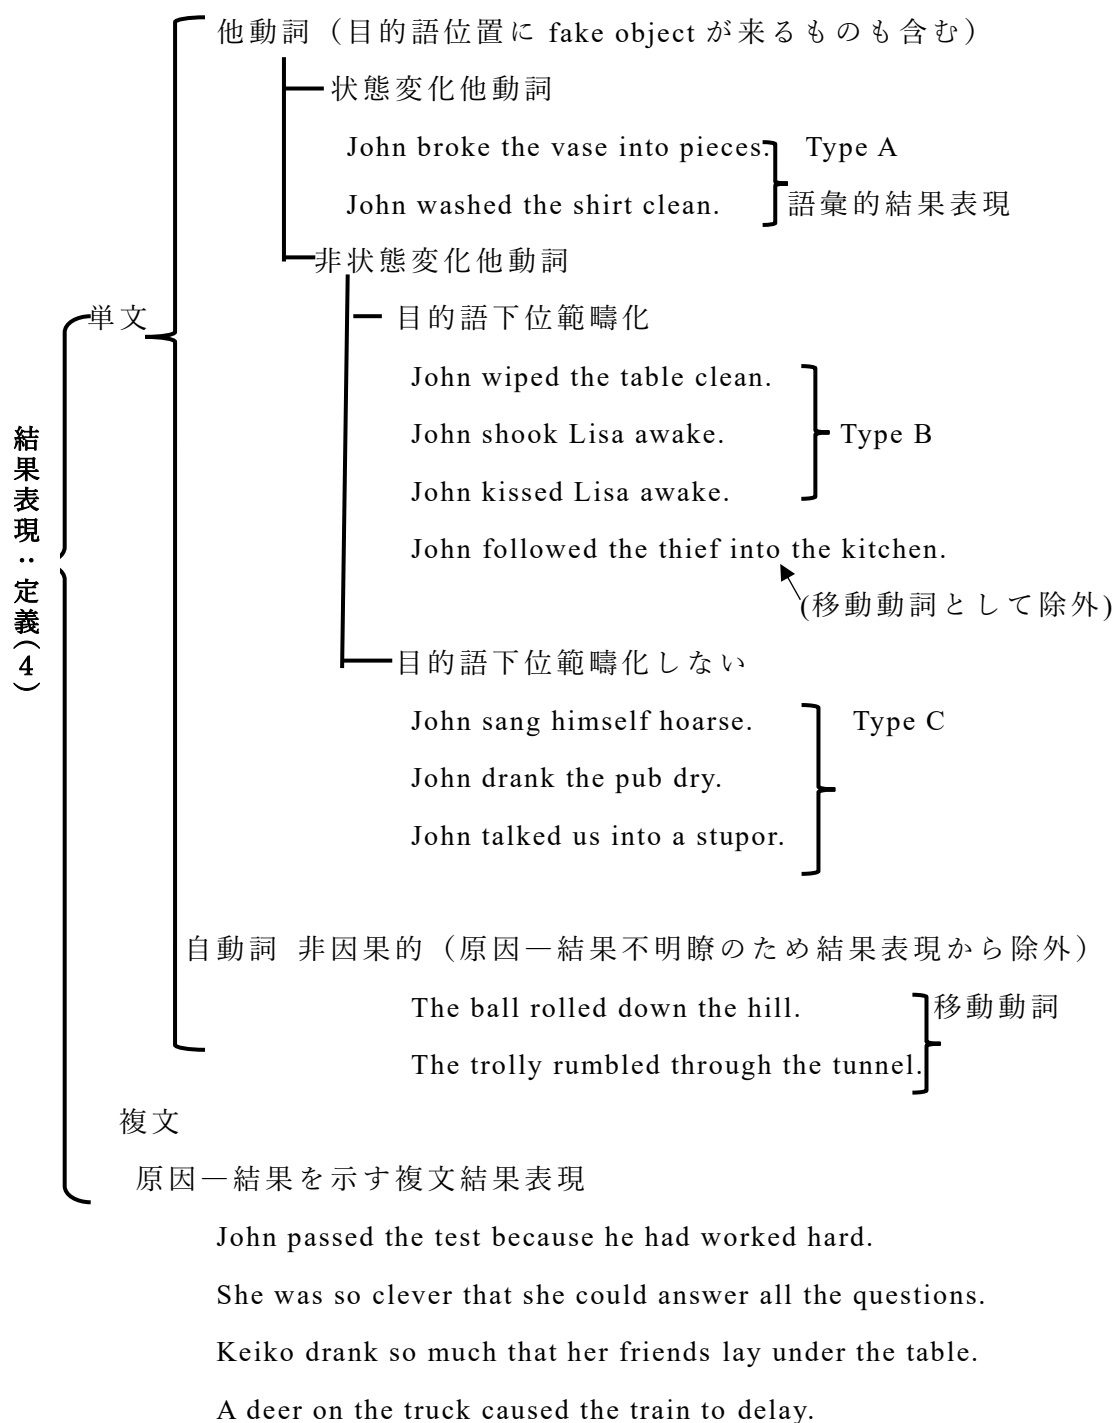 他動詞（目的語位置に fake object が来るものも含む）
状態変化他動詞
John broke the vase into pieces. Type A
John washed the shirt clean. 語彙的結果表現
非状態変化他動詞
単文
目的語下位範疇化
John wiped the table clean.
結果表現：定義(4)
John shook Lisa awake. Type B
John kissed Lisa awake.
John followed the thief into the kitchen.
(移動動詞として除外)
目的語下位範疇化しない
John sang himself hoarse. Type C
John drank the pub dry.
John talked us into a stupor.
自動詞 非因果的（原因―結果不明瞭のため結果表現から除外）
The ball rolled down the hill. 移動動詞
The trolly rumbled through the tunnel.
複文
原因―結果を示す複文結果表現
John passed the test because he had worked hard.
She was so clever that she could answer all the questions.
Keiko drank so much that her friends lay under the table.
A deer on the truck caused the train to delay.